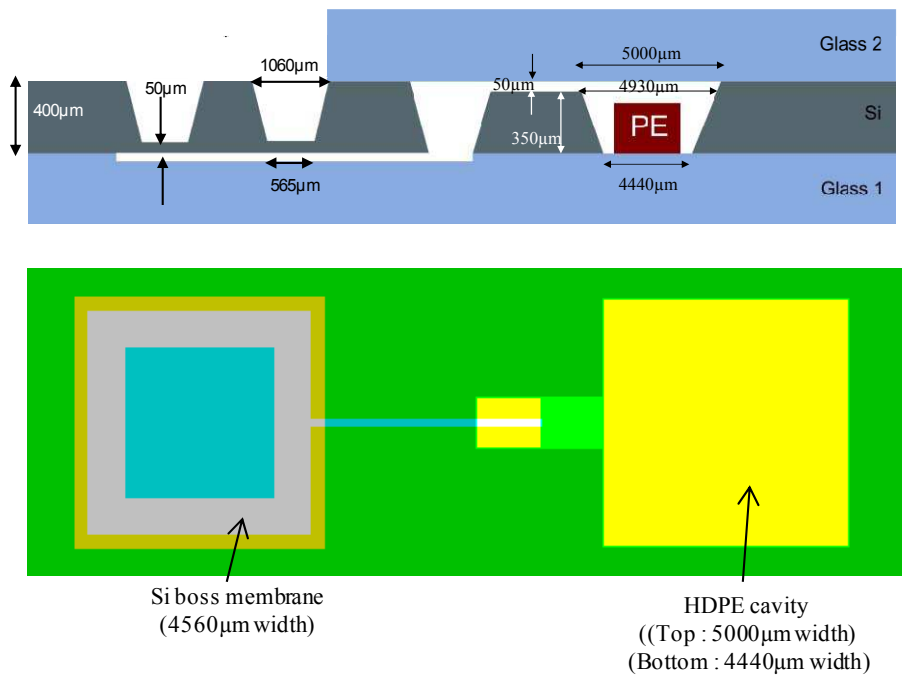 Glass 2
1060μm
5000μm
50μm
50μm
4930μm
400μm
Si
PE
350μm
565μm
4440μm
Glass 1
Si boss membrane
(4560μm width)
HDPE cavity
((Top : 5000μm width)
(Bottom : 4440μm width)